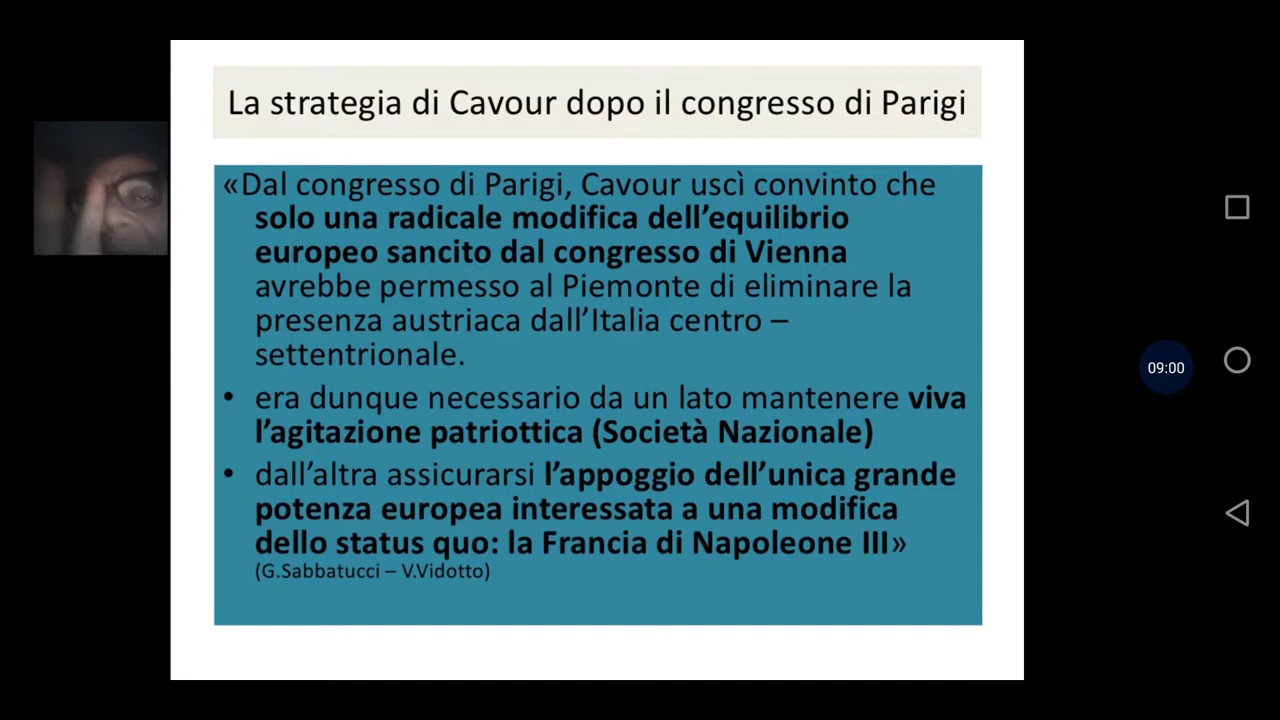 La strategia di Cavour dopo il congresso di Parigi
«Dal congresso di Parigi, Cavour uscì convinto che
solo una radicale modifica dell’equilibrio
europeo sancito dal congresso di Vienna
avrebbe permesso al Piemonte di eliminare la
presenza austriaca dall’Italia centro –
settentrionale.
• era dunque necessario da un lato mantenere viva
l’agitazione patriottica (Società Nazionale)
• dall’altra assicurarsi l’appoggio dell’unica grande
potenza europea interessata a una modifica
dello status quo: la Francia di Napoleone III»
(G.Sabbatucci – V.Vidotto)
09:00